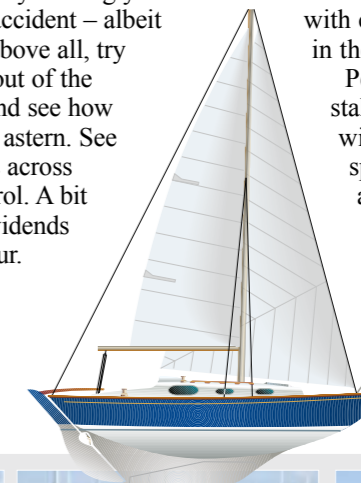 accident – albeit
bove all, try
out of the
nd see how
astern. See
across
rol. A bit
vidends
ur.
with
in th
P
stal
wi
sp
a